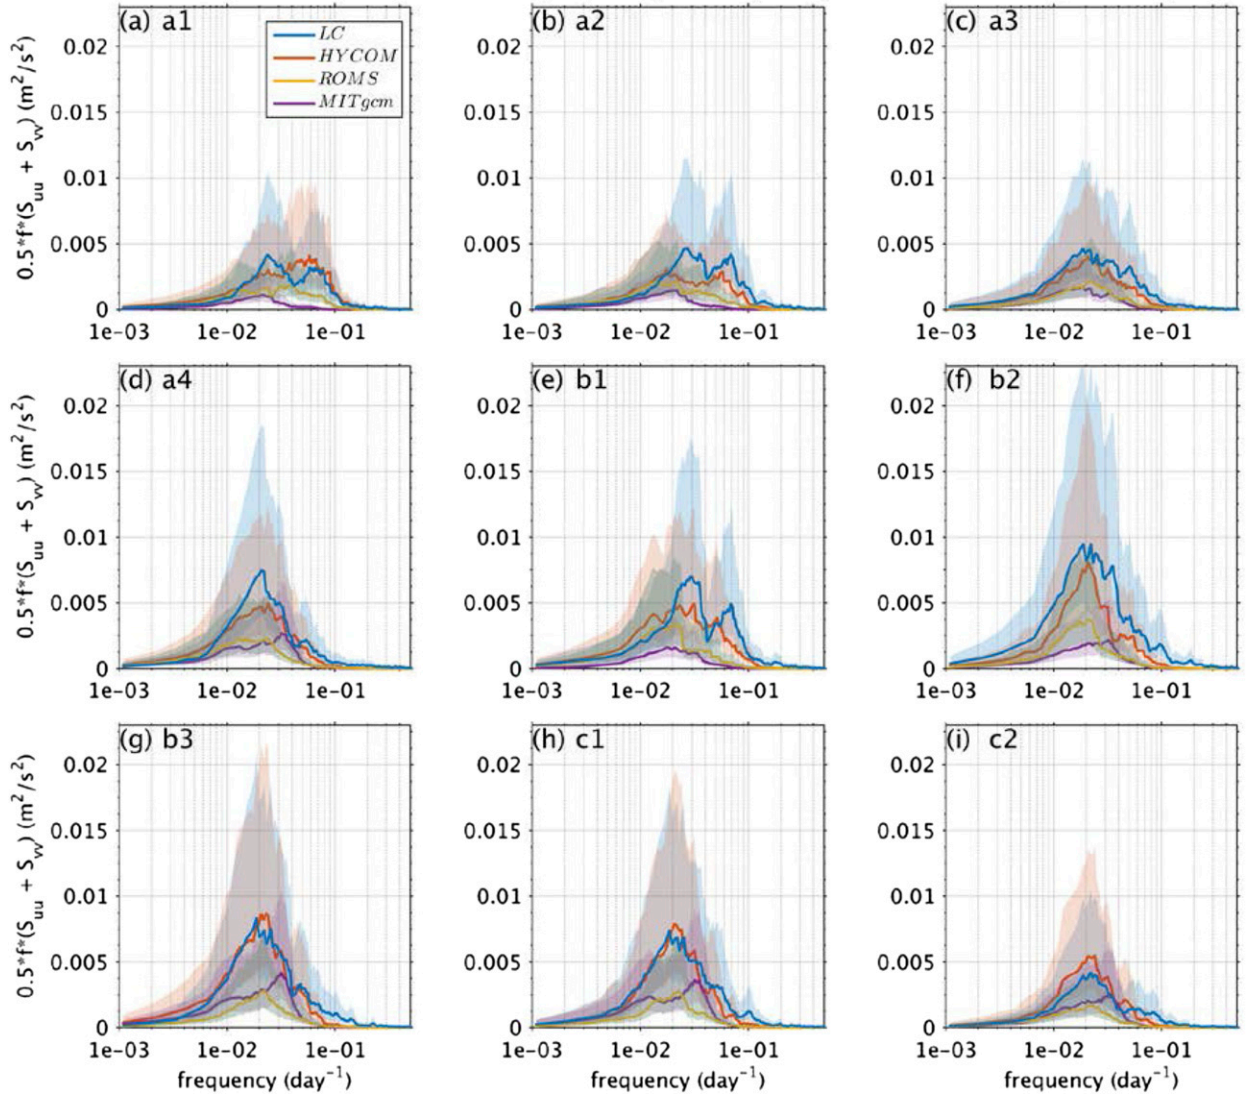 (a) a1
LC
HYCOM
ROMS
MITgcm
0.5*f*(S_uu + S_vv) (m²/s²)
0.02
0.015
0.01
0.005
0
1e-03 1e-02 1e-01
(b) a2
0.02
0.015
0.01
0.005
0
1e-03 1e-02 1e-01
(c) a3
0.02
0.015
0.01
0.005
0
1e-03 1e-02 1e-01
(d) a4
0.5*f*(S_uu + S_vv) (m²/s²)
0.02
0.015
0.01
0.005
0
1e-03 1e-02 1e-01
(e) b1
0.02
0.015
0.01
0.005
0
1e-03 1e-02 1e-01
(f) b2
0.02
0.015
0.01
0.005
0
1e-03 1e-02 1e-01
(g) b3
0.5*f*(S_uu + S_vv) (m²/s²)
0.02
0.015
0.01
0.005
0
1e-03 1e-02 1e-01
frequency (day⁻¹)
(h) c1
0.02
0.015
0.01
0.005
0
1e-03 1e-02 1e-01
frequency (day⁻¹)
(i) c2
0.02
0.015
0.01
0.005
0
1e-03 1e-02 1e-01
frequency (day⁻¹)